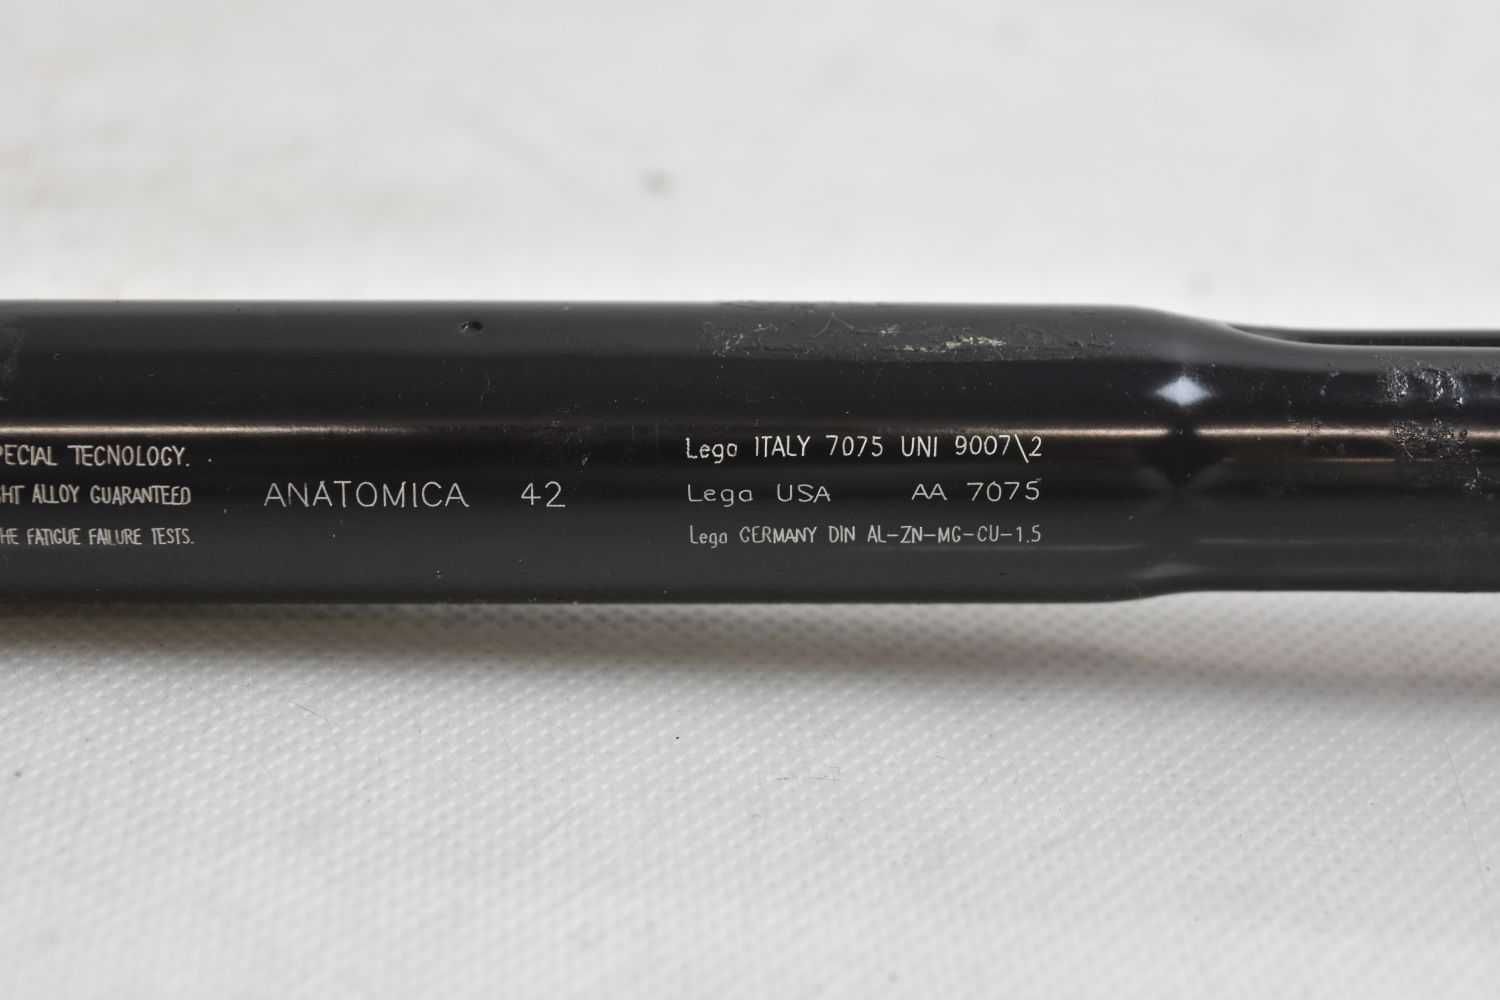 PECIAL TECNOLOGY.
HT ALLOY GUARANTEED
HE FATIGUE FAILURE TESTS.
ANATOMICA 42
Lega ITALY 7075 UNI 9007\2
Lega USA AA 7075
Lega GERMANY DIN AL-ZN-MG-CU-1.5